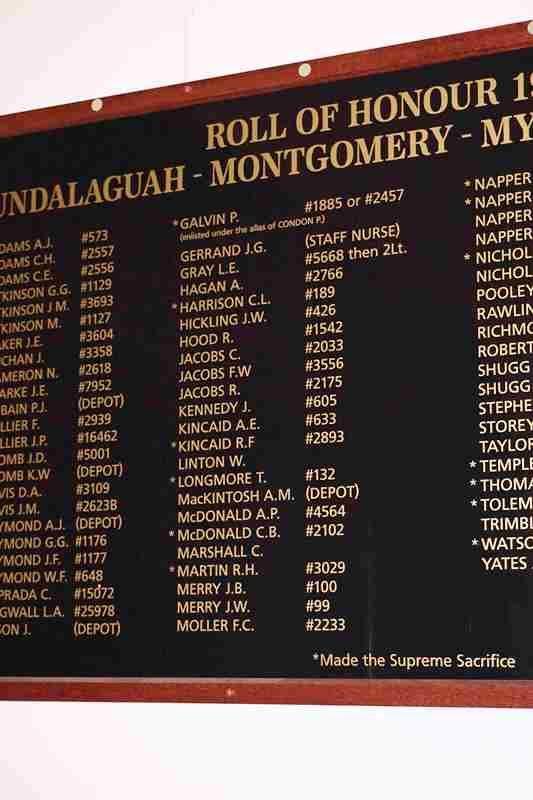 ROLL OF HONOUR 19
UNDALAGUAH - MONTGOMERY - MY
DAMS A.J. #573
DAMS C.H. #2557
DAMS C.E. #2556
TKINSON G.G. #1129
TKINSON J M. #3693
TKINSON M. #1127
AKER J.E. #3604
CHAN J. #3358
AMERON N. #2618
ARKE J.E. #7952
BAIN P.J. (DEPOT)
LLIER F. #2939
LLIER J.P. #16462
OMB J.D. #5001
OMB K.W (DEPOT)
VIS D.A. #3109
VIS J.M. #2623B
YMOND A.J. (DEPOT)
YMOND G.G. #1176
YMOND J.F. #1177
YMOND W.F. #648
PRADA C. #15072
GWALL L.A. #25978
SON J. (DEPOT)
*GALVIN P. #1885 or #2457
(enlisted under the alias of CONDON P.)
GERRAND J.G. (STAFF NURSE)
GRAY L.E. #5668 then 2Lt.
HAGAN A. #2766
*HARRISON C.L. #189
HICKLING J.W. #426
HOOD R. #1542
JACOBS C. #2033
JACOBS F.W #3556
JACOBS R. #2175
KENNEDY J. #605
KINCAID A.E. #633
*KINCAID R.F #2893
LINTON W.
*LONGMORE T. #132
MacKINTOSH A.M. (DEPOT)
McDONALD A.P. #4564
*McDONALD C.B. #2102
MARSHALL C.
*MARTIN R.H. #3029
MERRY J.B. #100
MERRY J.W. #99
MOLLER F.C. #2233
*NAPPER
*NAPPER
NAPPER
NAPPER
*NICHOL
NICHOL
POOLEY
RAWLIN
RICHMO
ROBERT
SHUGG
SHUGG
STEPHE
STOREY
TAYLOR
*TEMPLE
*THOMA
*TOLEM
TRIMBL
*WATSO
YATES
*Made the Supreme Sacrifice